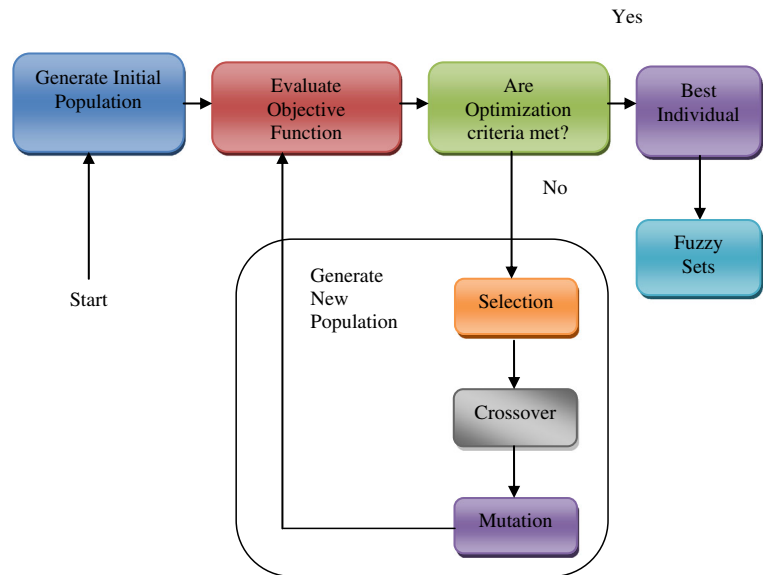 Yes
Generate Initial
Population
Evaluate
Objective
Function
Are
Optimization
criteria met?
Best
Individual
No
Fuzzy
Sets
Generate
New
Population
Start
Selection
Crossover
Mutation